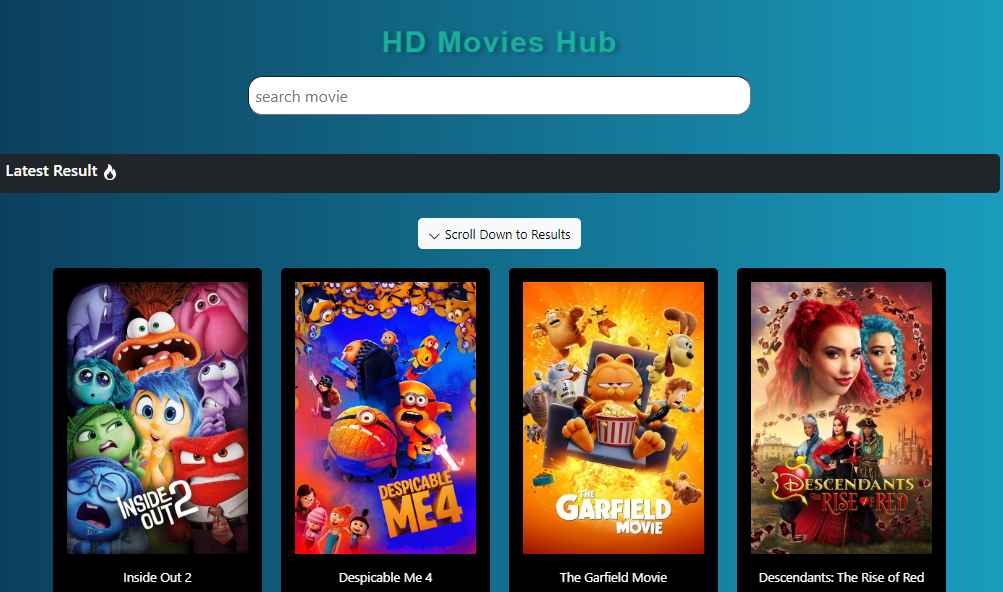 HD Movies Hub
search movie
Latest Result
Scroll Down to Results
INSIDE
OUT 2
DESPICABLE
ME 4
THE
GARFIELD
MOVIE
DESCENDANTS
THE RISE OF RED
Inside Out 2
Despicable Me 4
The Garfield Movie
Descendants: The Rise of Red